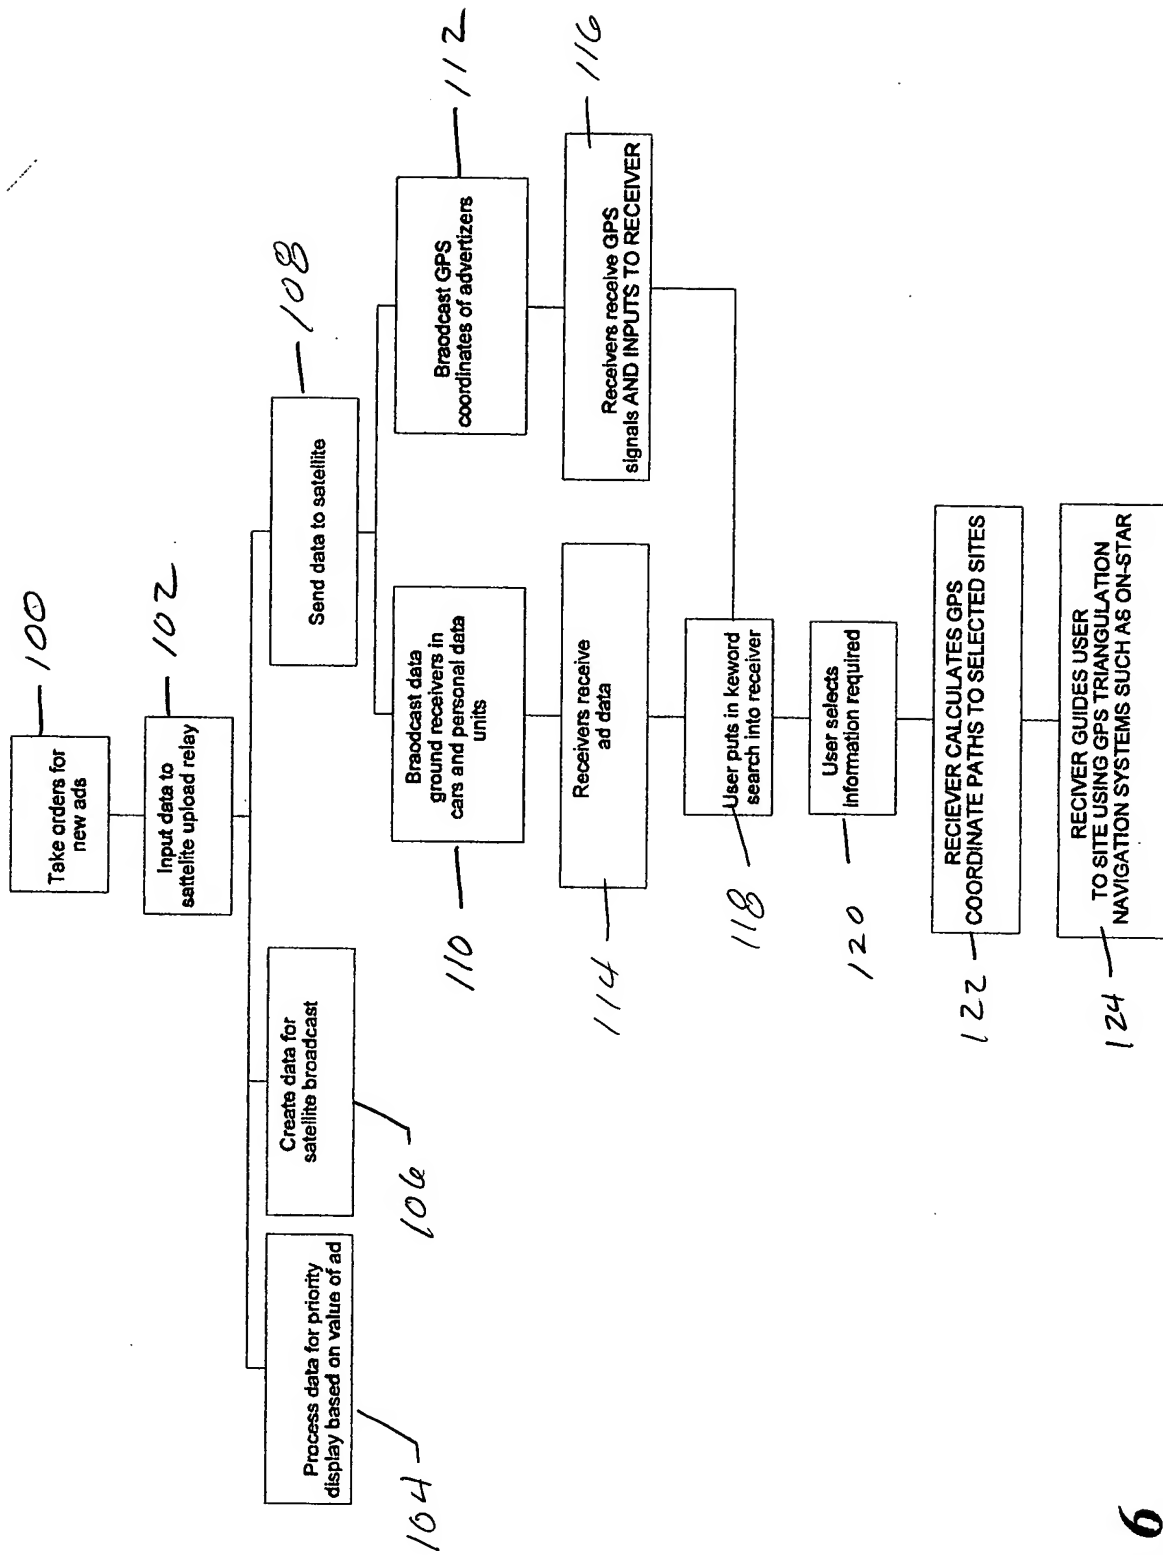 Take orders for
new ads
100
Input data to
sattelite upload relay
102
Process data for priority
display based on value of ad
104
Create data for
satellite broadcast
106
Send data to satellite
108
Braodcast data
ground receivers in
cars and personal data
units
110
Braodcast GPS
coordinates of advertizers
112
Receivers receive
ad data
114
Receivers receive GPS
signals AND INPUTS TO RECEIVER
116
User puts in keword
search into receiver
118
User selects
information required
120
RECIEVER CALCULATES GPS
COORDINATE PATHS TO SELECTED SITES
122
RECIVER GUIDES USER
TO SITE USING GPS TRIANGULATION
NAVIGATION SYSTEMS SUCH AS ON-STAR
124
6